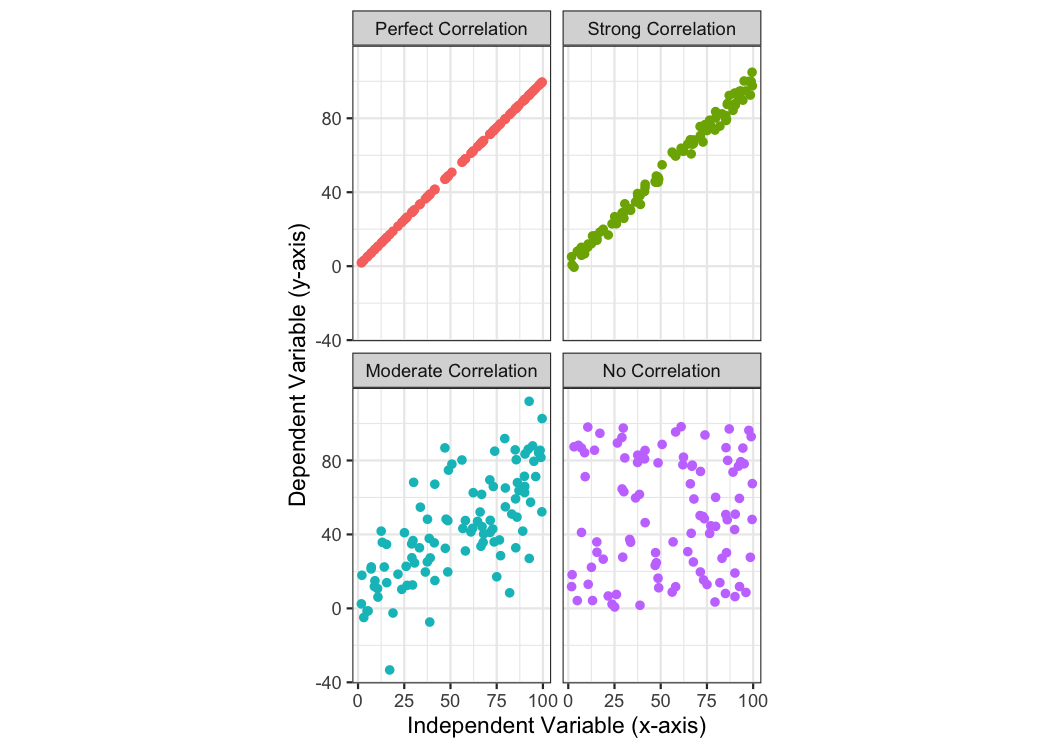 Perfect Correlation
Strong Correlation
80
40
0
-40
Moderate Correlation
No Correlation
80
40
0
-40
0 25 50 75 100 0 25 50 75 100
Independent Variable (x-axis)
Dependent Variable (y-axis)